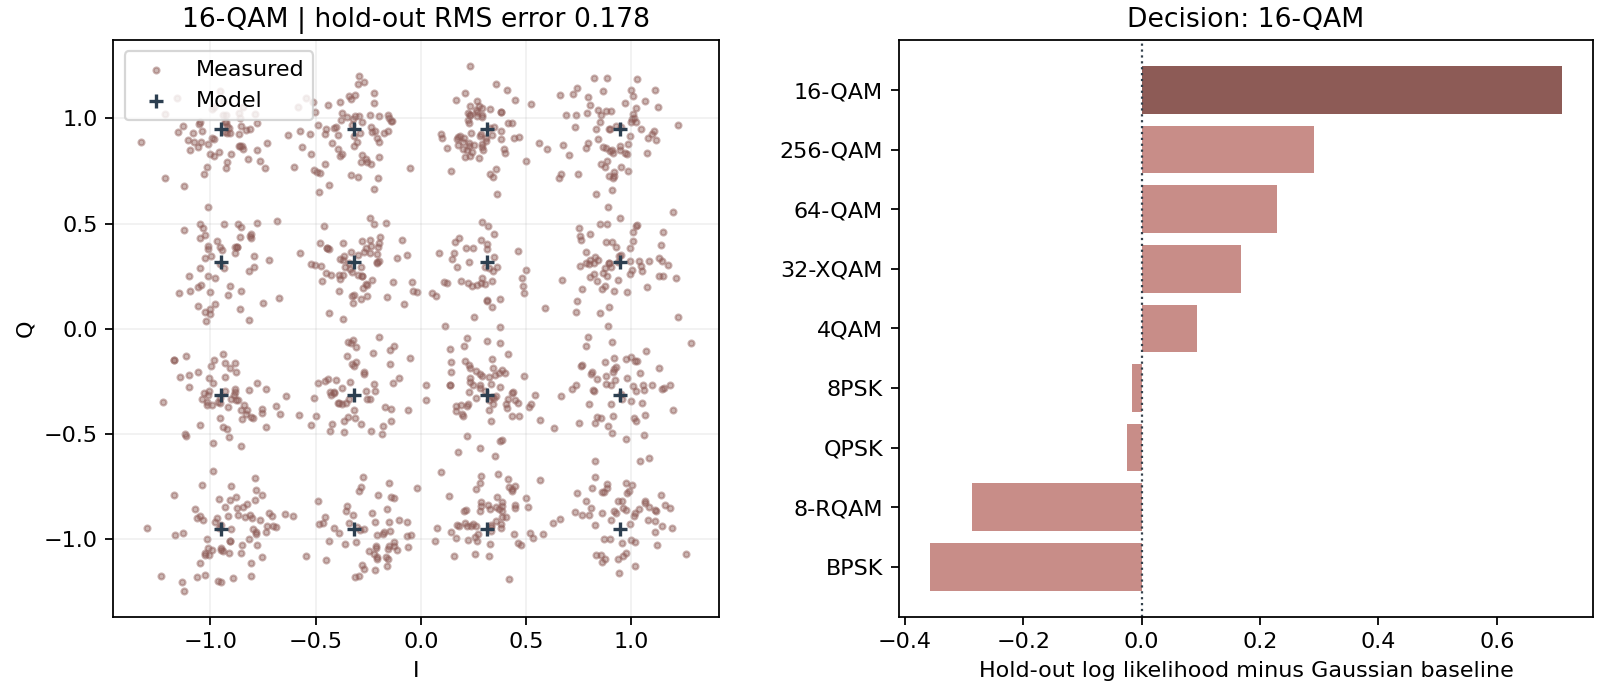 16-QAM | hold-out RMS error 0.178
Measured
Model
Q
1.0
0.5
0.0
−0.5
−1.0
−1.0
−0.5
0.0
0.5
1.0
I
Decision: 16-QAM
16-QAM
256-QAM
64-QAM
32-XQAM
4QAM
8PSK
QPSK
8-RQAM
BPSK
−0.4
−0.2
0.0
0.2
0.4
0.6
Hold-out log likelihood minus Gaussian baseline